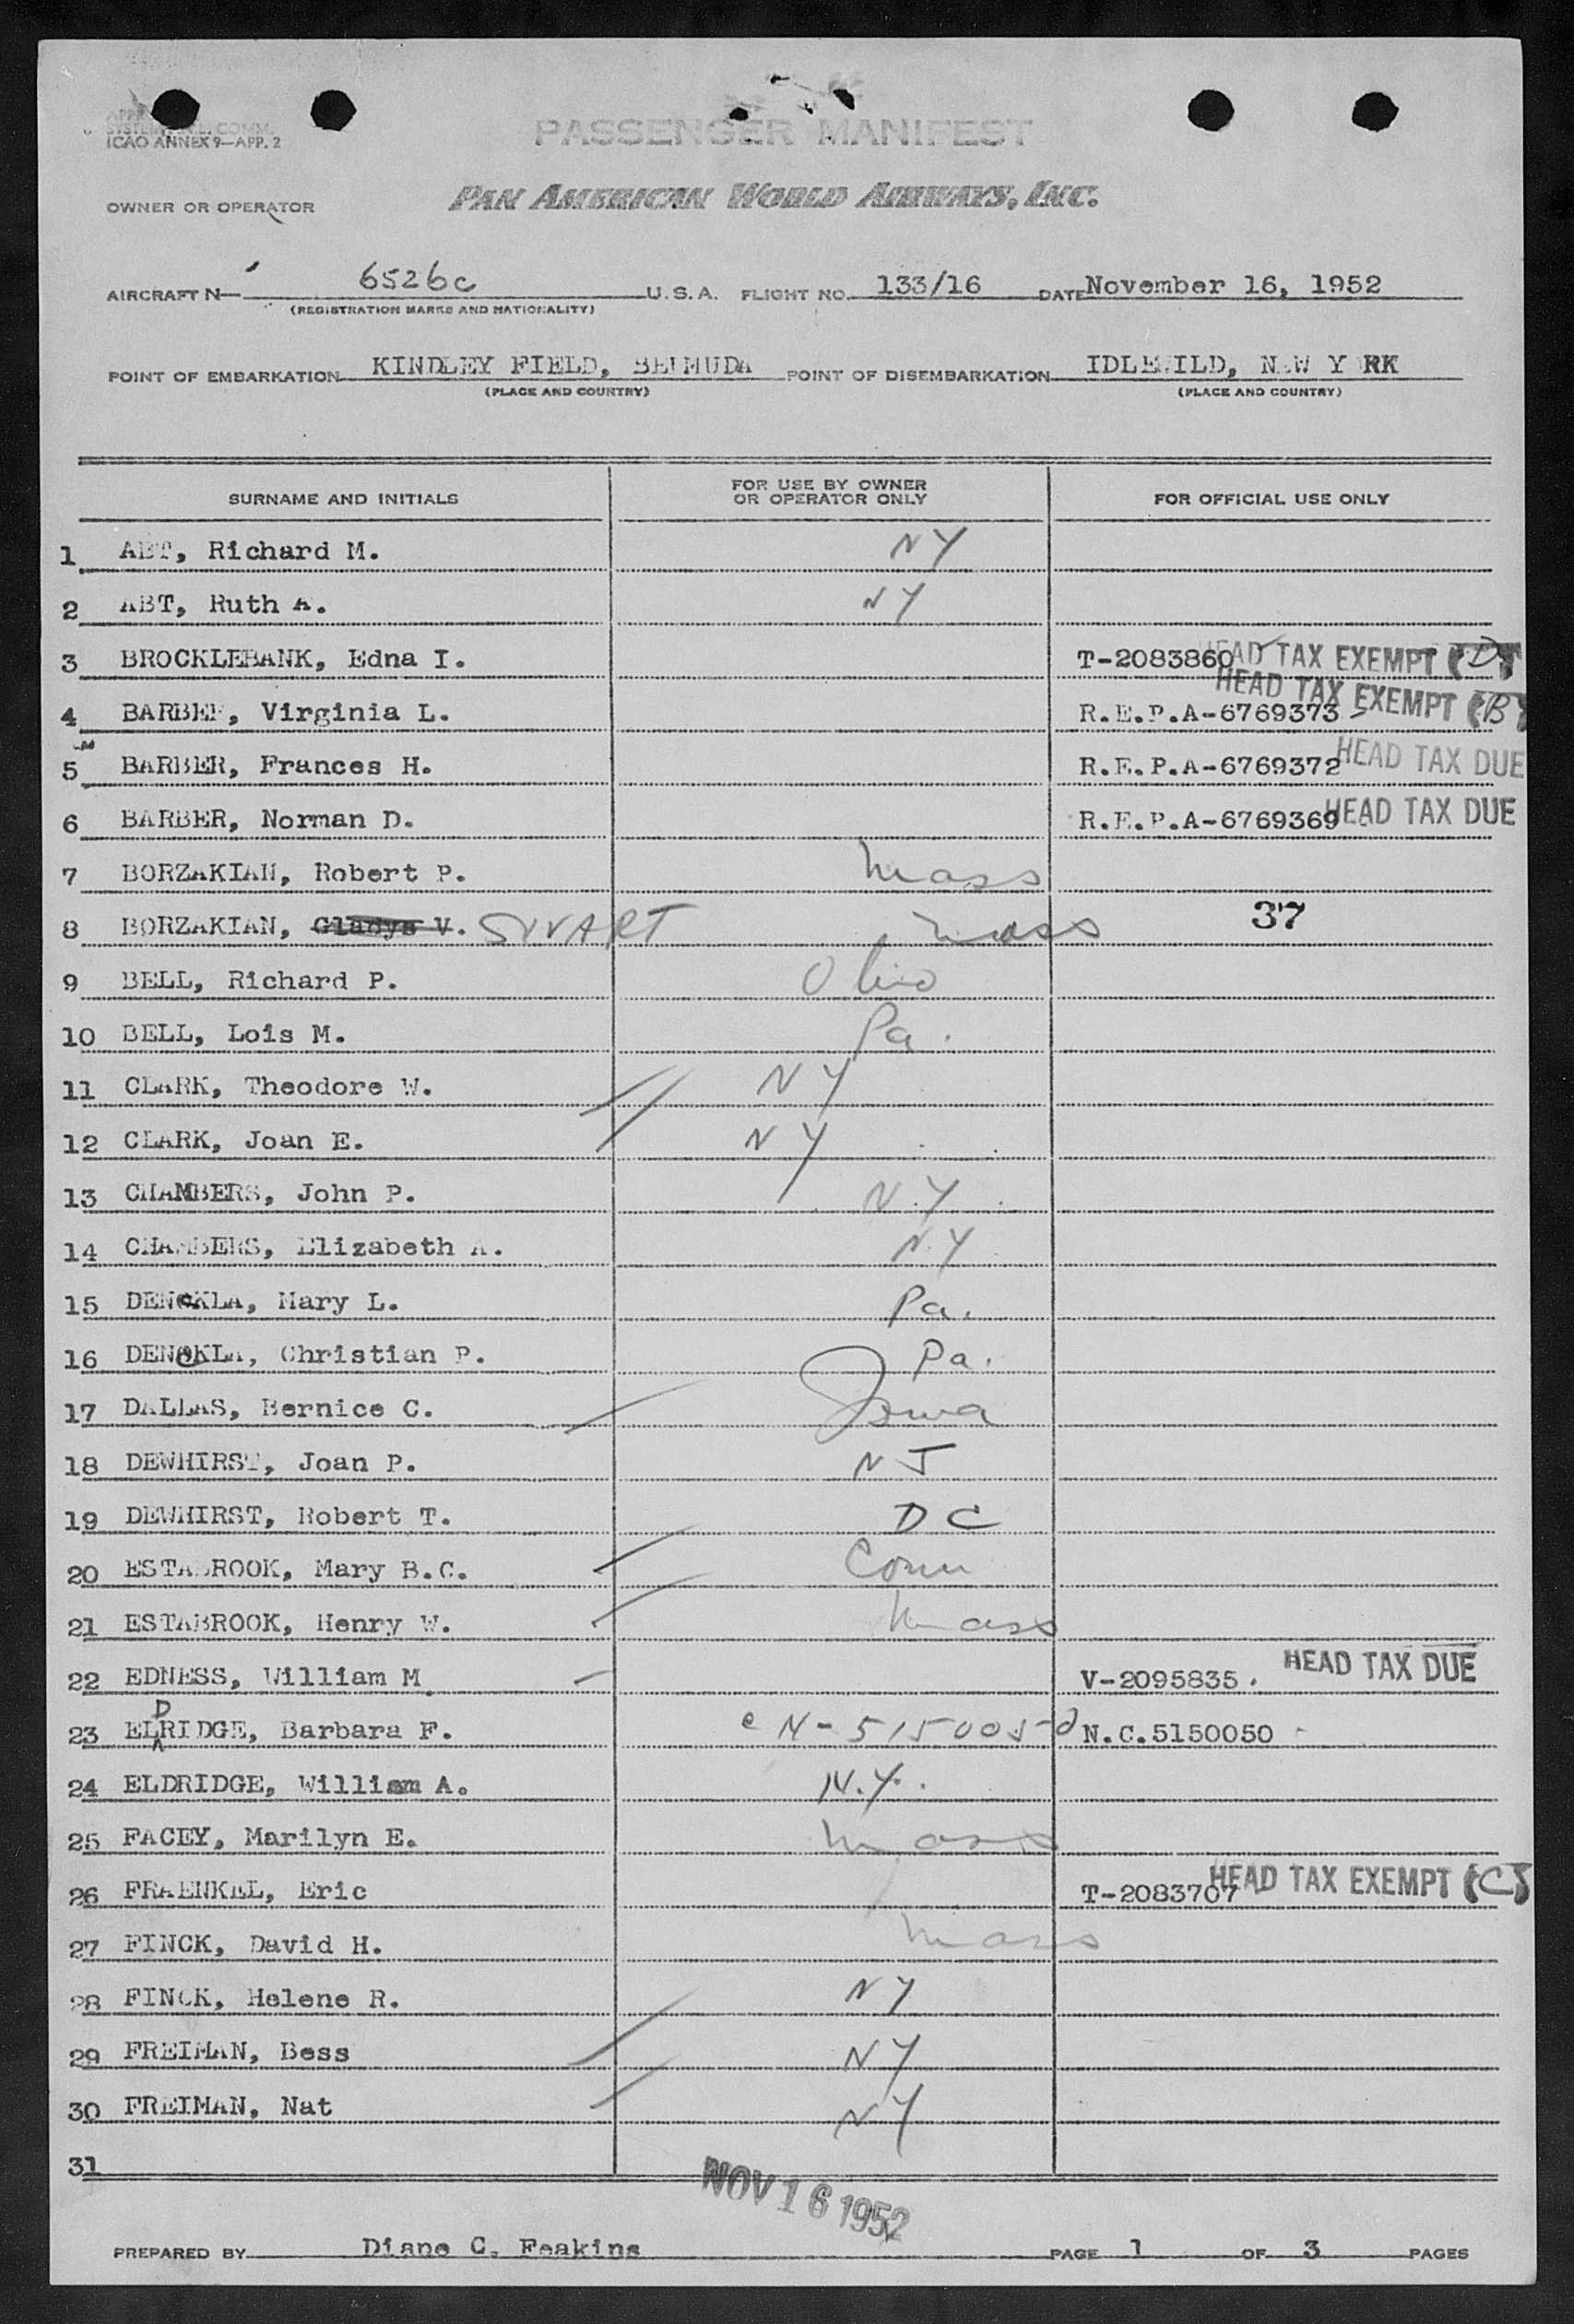 ICAO ANNEX 9—APP. 2
PASSENGER MANIFEST
OWNER OR OPERATOR PAN AMERICAN WORLD AIRWAYS, INC.
AIRCRAFT N— 6526c U.S.A. FLIGHT NO. 133/16 DATE November 16, 1952
(REGISTRATION MARKS AND NATIONALITY)
POINT OF EMBARKATION KINDLEY FIELD, BERMUDA POINT OF DISEMBARKATION IDLEWILD, NEW YORK
(PLACE AND COUNTRY) (PLACE AND COUNTRY)
SURNAME AND INITIALS FOR USE BY OWNER OR OPERATOR ONLY FOR OFFICIAL USE ONLY
1 ABT, Richard M. NY
2 ABT, Ruth A. NY
3 BROCKLEBANK, Edna I. T-2083860 HEAD TAX EXEMPT (D)
4 BARBER, Virginia L. R.E.P.A-6769373 HEAD TAX EXEMPT (B)
5 BARBER, Frances H. R.E.P.A-6769372 HEAD TAX DUE
6 BARBER, Norman D. R.E.P.A-6769369 HEAD TAX DUE
7 BORZAKIAN, Robert P. Mass
8 BORZAKIAN, Gladys V. SIVART Mass 37
9 BELL, Richard P. Ohio
10 BELL, Lois M. Pa.
11 CLARK, Theodore W. NY
12 CLARK, Joan E. NY
13 CHAMBERS, John P. N.Y.
14 CHAMBERS, Elizabeth A. N.Y.
15 DENCKLA, Mary L. Pa.
16 DENCKLA, Christian P. Pa.
17 DALLAS, Bernice C. Iowa
18 DEWHIRST, Joan P. NJ
19 DEWHIRST, Robert T. DC
20 ESTABROOK, Mary B.C. Conn
21 ESTABROOK, Henry W. Mass
22 EDNESS, William M. V-2095835. HEAD TAX DUE
23 ELDRIDGE, Barbara F. CN-5150050 N.C.5150050 -
24 ELDRIDGE, William A. N.Y.
25 FACEY, Marilyn E. Mass
26 FRAENKEL, Eric T-2083707 HEAD TAX EXEMPT (C)
27 FINCK, David H. Mass
28 FINCK, Helene R. NY
29 FREIMAN, Bess NY
30 FREIMAN, Nat NY
31
NOV 16 1952
PREPARED BY Diane C. Feakins PAGE 1 OF 3 PAGES